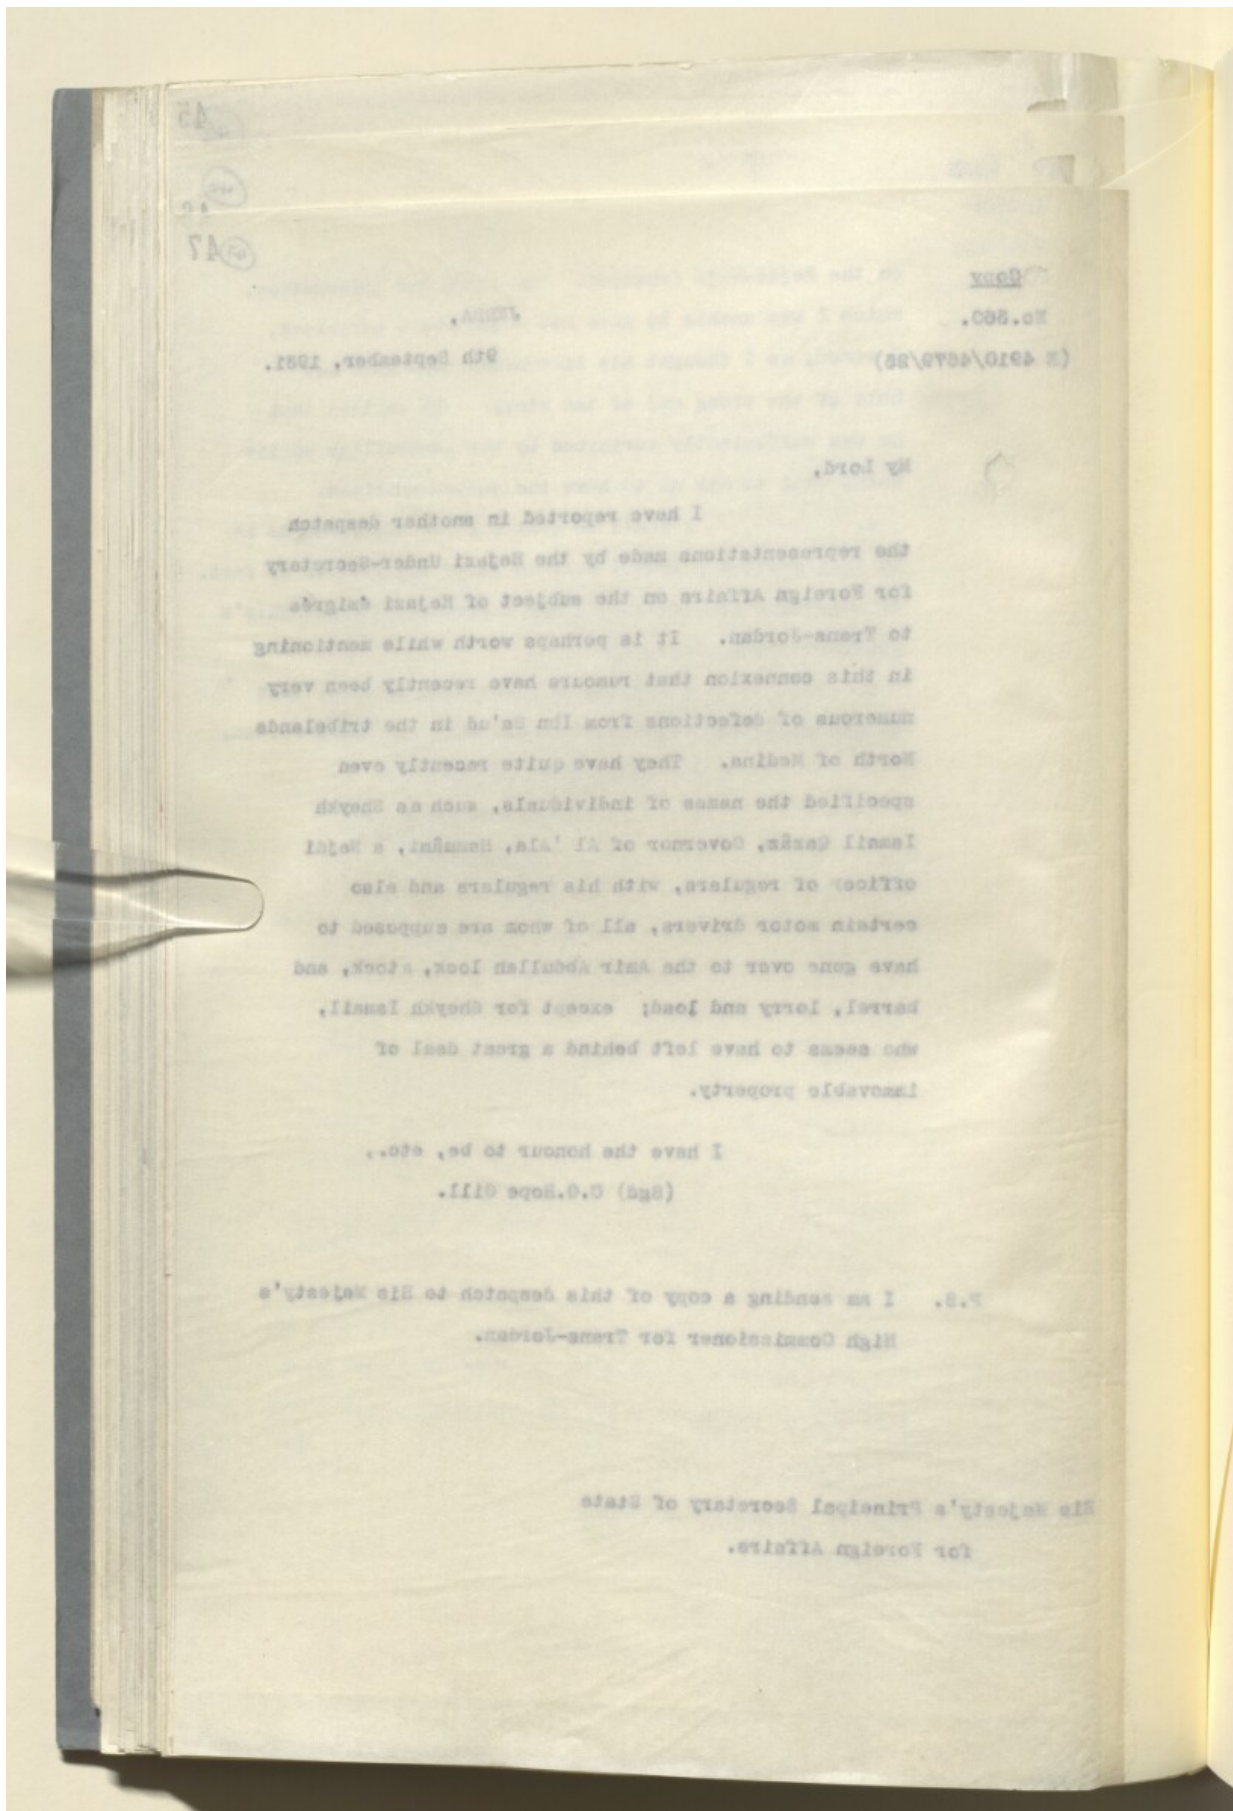 45
47
Copy
No.360.
JEDDA,
(E 4910/4679/25)
9th September, 1931.
My Lord,
I have reported in another despatch
the representations made by the Hejazi Under-Secretary
for Foreign Affairs on the subject of Hejazi émigrés
to Trans-Jordan. It is perhaps worth while mentioning
in this connexion that rumours have recently been very
numerous of defections from Ibn Sa'ud in the tribelands
North of Medina. They have quite recently even
specified the names of individuals, such as Sheykh
Ismail Qazâz, Governor of Al 'Ala, Hamdâni, a Nejdi
officer of regulars, with his regulars and also
certain motor drivers, all of whom are supposed to
have gone over to the Amir Abdullah lock, stock, and
barrel, lorry and load; except for Sheykh Ismail,
who seems to have left behind a great deal of
immovable property.
I have the honour to be, etc.,
(Sgd) C.G.Hope Gill.
P.S. I am sending a copy of this despatch to His Majesty's
High Commissioner for Trans-Jordan.
His Majesty's Principal Secretary of State
for Foreign Affairs.